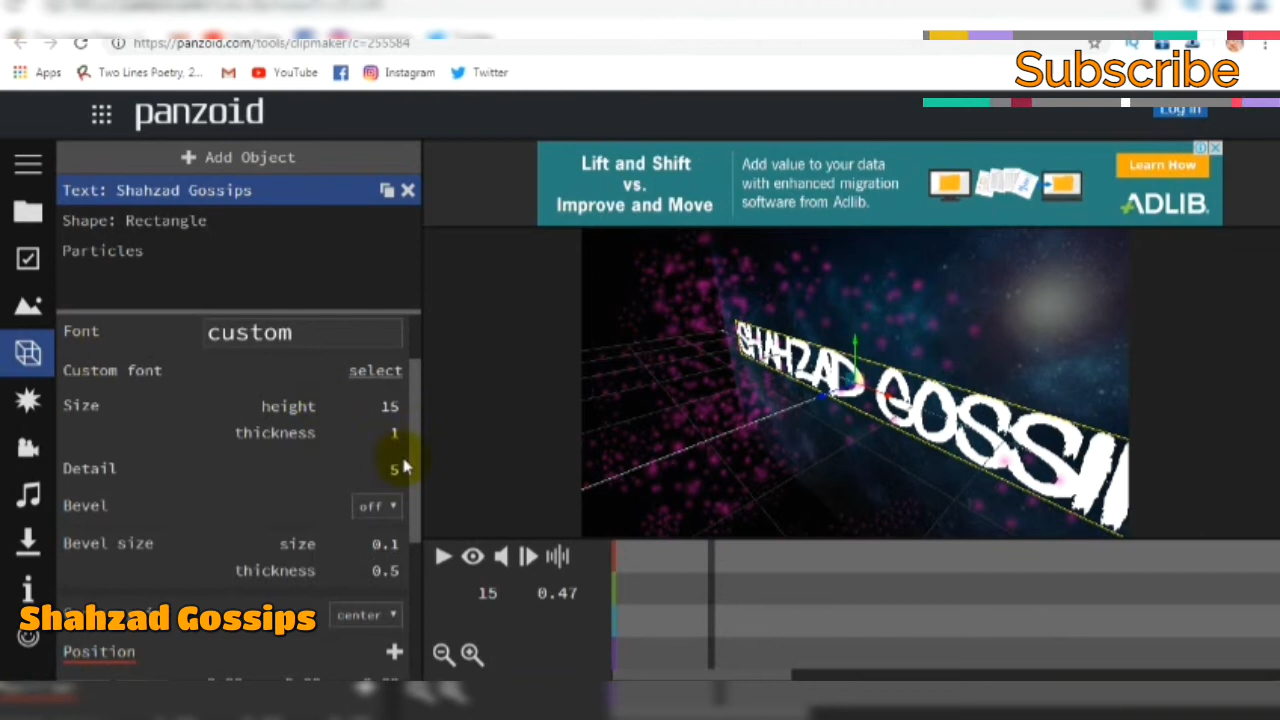 https://panzoid.com/tools/clipmaker?c=255584
Subscribe
Apps Two Lines Poetry, 2... YouTube Instagram Twitter
panzoid
Log in
Add Object
Text: Shahzad Gossips
Shape: Rectangle
Particles
Lift and Shift
vs.
Improve and Move
Add value to your data
with enhanced migration
software from Adlib.
Learn How
ADLIB.
SHAHZAD GOSSI
Font custom
Custom font select
Size height 15
thickness 1
Detail 5
Bevel off
Bevel size size 0.1
thickness 0.5
center
Shahzad Gossips
Position
15 0.47